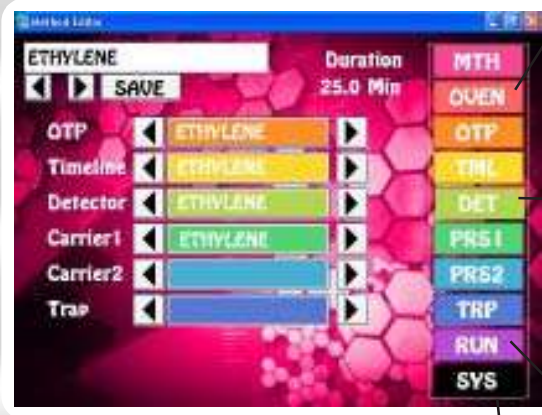 Method Editor
ETHYLENE
Duration
25.0 Min
SAVE
OTP ETHYLENE
Timeline ETHYLENE
Detector ETHYLENE
Carrier1 ETHYLENE
Carrier2
Trap
MTH
OVEN
OTP
TML
DET
PRS1
PRS2
TRP
RUN
SYS